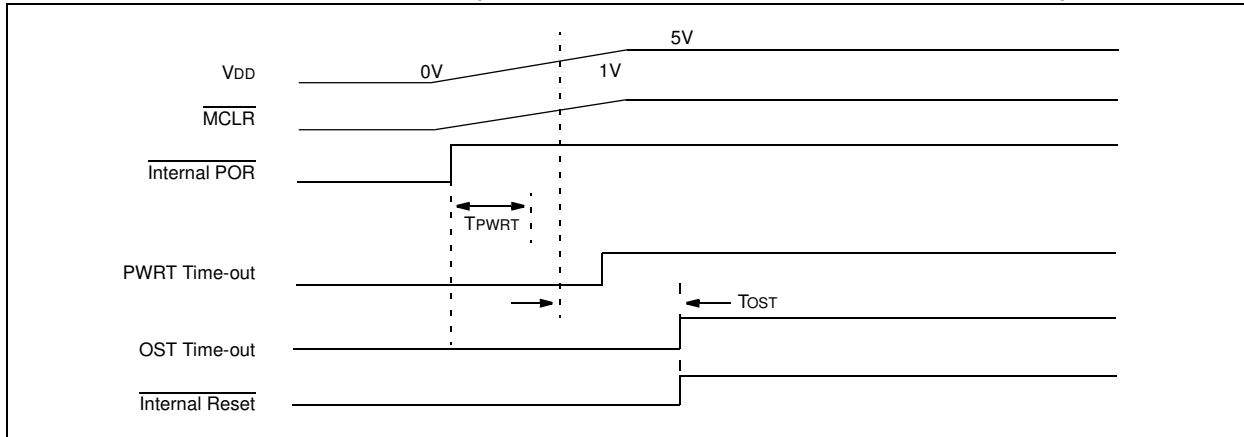 5V
VDD 0V 1V
MCLR
Internal POR
TPWRT
PWRT Time-out
TOST
OST Time-out
Internal Reset